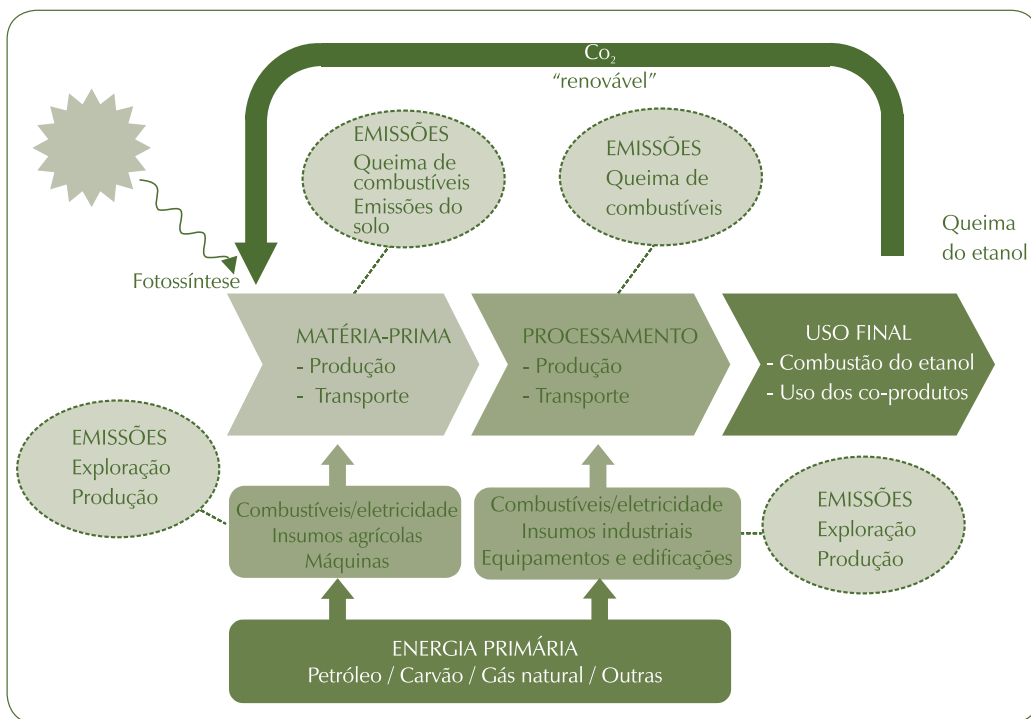 Co₂
“renovável”
EMISSÕES
Queima de
combustíveis
Emissões do
solo
EMISSÕES
Queima de
combustíveis
Queima
do etanol
Fotossíntese
MATÉRIA-PRIMA
- Produção
- Transporte
PROCESSAMENTO
- Produção
- Transporte
USO FINAL
- Combustão do etanol
- Uso dos co-produtos
EMISSÕES
Exploração
Produção
Combustíveis/eletricidade
Insumos agrícolas
Máquinas
Combustíveis/eletricidade
Insumos industriais
Equipamentos e edificações
EMISSÕES
Exploração
Produção
ENERGIA PRIMÁRIA
Petróleo / Carvão / Gás natural / Outras